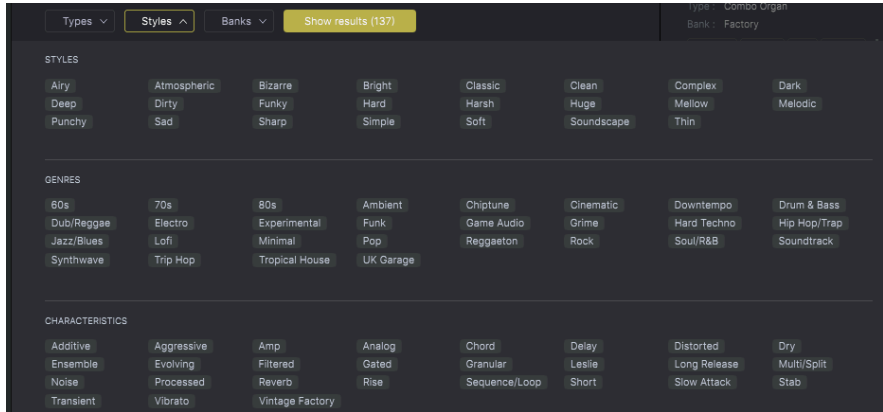 Types Styles Banks Show results (137) Type : Combo Organ
Bank : Factory
STYLES
Airy Atmospheric Bizarre Bright Classic Clean Complex Dark
Deep Dirty Funky Hard Harsh Huge Mellow Melodic
Punchy Sad Sharp Simple Soft Soundscape Thin
GENRES
60s 70s 80s Ambient Chiptune Cinematic Downtempo Drum & Bass
Dub/Reggae Electro Experimental Funk Game Audio Grime Hard Techno Hip Hop/Trap
Jazz/Blues Lofi Minimal Pop Reggaeton Rock Soul/R&B Soundtrack
Synthwave Trip Hop Tropical House UK Garage
CHARACTERISTICS
Additive Aggressive Amp Analog Chord Delay Distorted Dry
Ensemble Evolving Filtered Gated Granular Leslie Long Release Multi/Split
Noise Processed Reverb Rise Sequence/Loop Short Slow Attack Stab
Transient Vibrato Vintage Factory